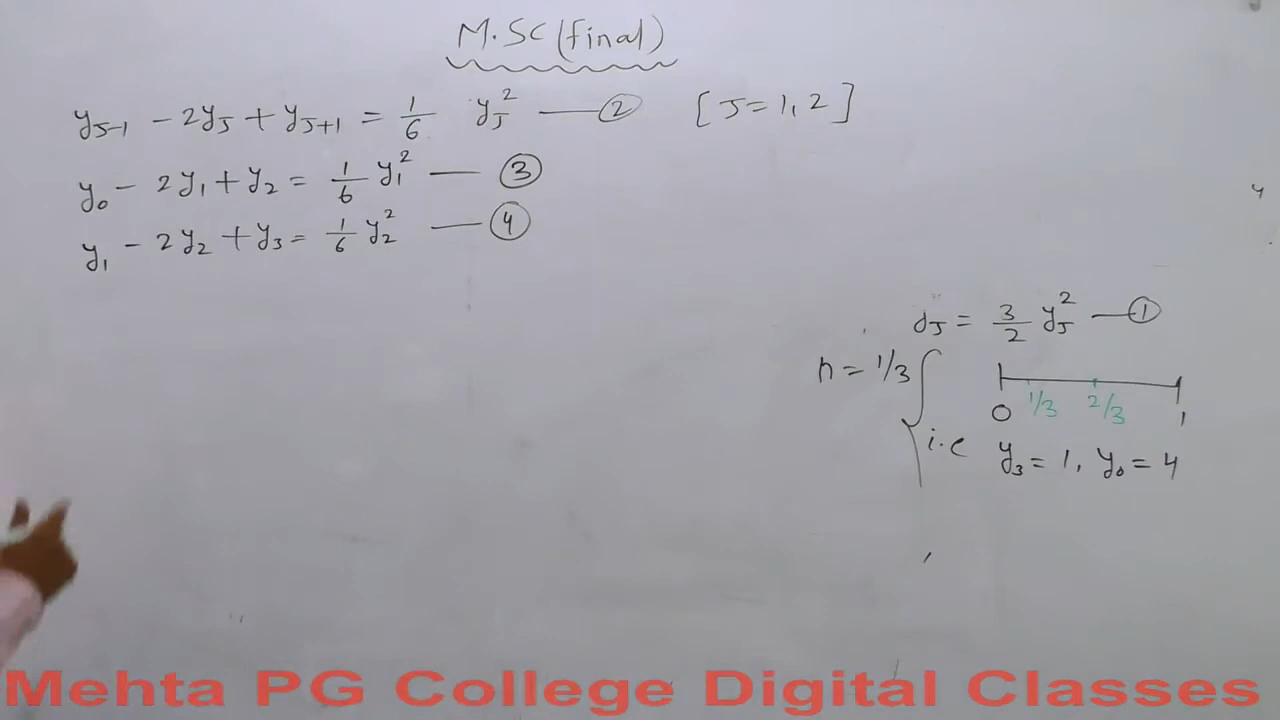 M.SC(final)
y_{J-1} - 2y_J + y_{J+1} = 1/6 y_J^2 —— ② [J=1,2]
y_0 - 2y_1 + y_2 = 1/6 y_1^2 —— ③
y_1 - 2y_2 + y_3 = 1/6 y_2^2 —— ④
y_J'' = 3/2 y_J^2 —— ①
h = 1/3
0 1/3 2/3 1
i.e y_3 = 1, y_0 = 4
Mehta PG College Digital Classes